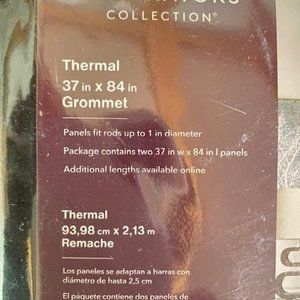 COLLECTION®
Thermal
37 in x 84 in
Grommet
Panels fit rods up to 1 in diameter
Package contains two 37 in w x 84 in l panels
Additional lengths available online
Thermal
93,98 cm x 2,13 m
Remache
Los paneles se adaptan a barras con
diámetro de hasta 2,5 cm
El paquete contiene dos paneles de